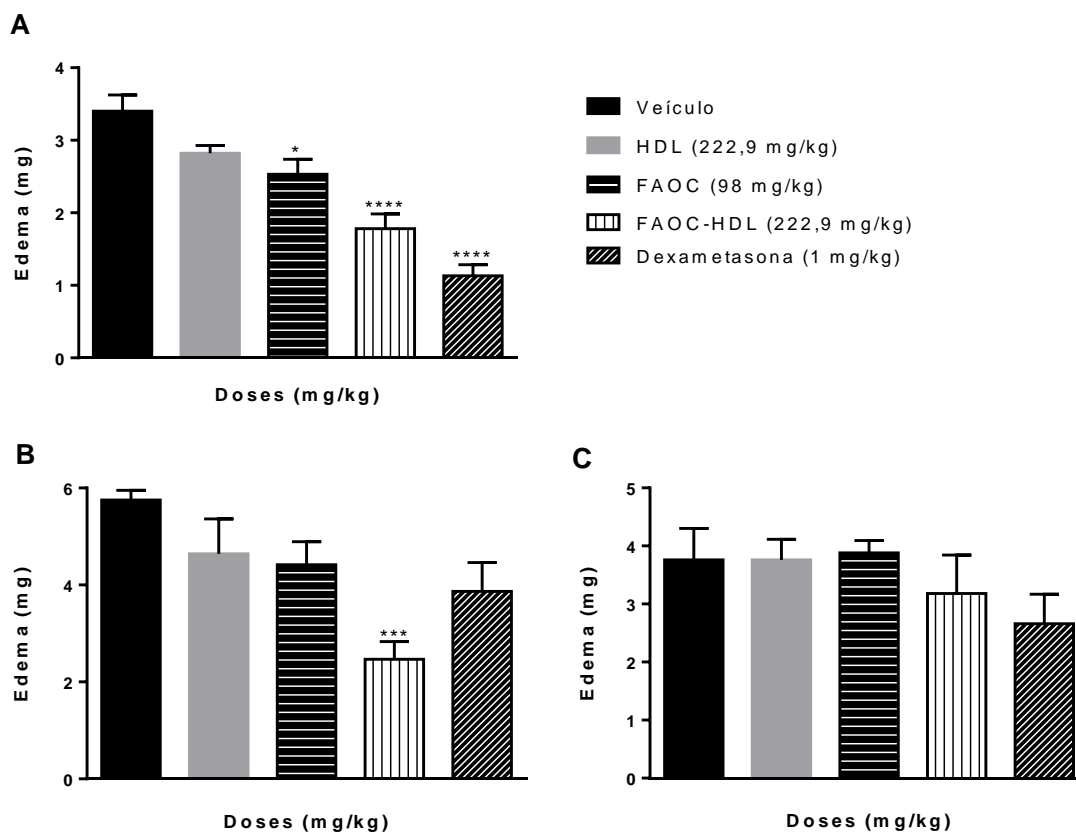 A
Edema (mg)
4
3
2
1
0
*
****
****
Doses (mg/kg)
Veículo
HDL (222,9 mg/kg)
FAOC (98 mg/kg)
FAOC-HDL (222,9 mg/kg)
Dexametasona (1 mg/kg)
B
Edema (mg)
6
4
2
0
***
Doses (mg/kg)
C
Edema (mg)
5
4
3
2
1
0
Doses (mg/kg)